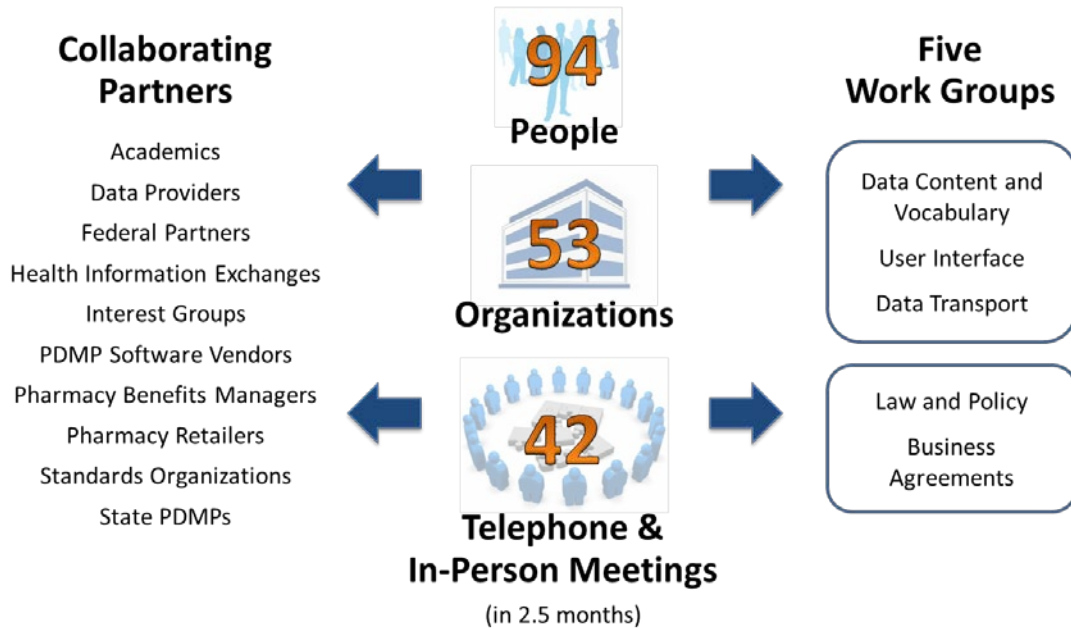 Collaborating
Partners
Academics
Data Providers
Federal Partners
Health Information Exchanges
Interest Groups
PDMP Software Vendors
Pharmacy Benefits Managers
Pharmacy Retailers
Standards Organizations
State PDMPs
94
People
53
Organizations
42
Telephone &
In-Person Meetings
(in 2.5 months)
Five
Work Groups
Data Content and
Vocabulary
User Interface
Data Transport
Law and Policy
Business
Agreements